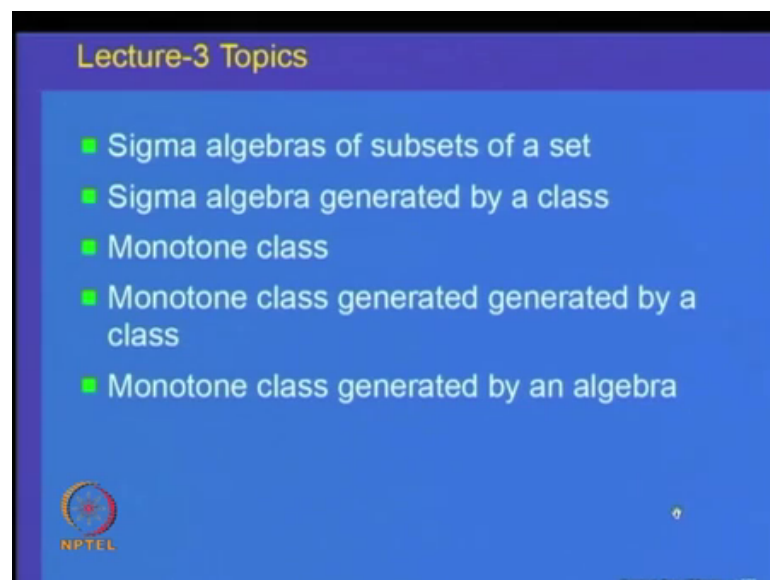 Lecture-3 Topics
Sigma algebras of subsets of a set
Sigma algebra generated by a class
Monotone class
Monotone class generated generated by a
class
Monotone class generated by an algebra
NPTEL